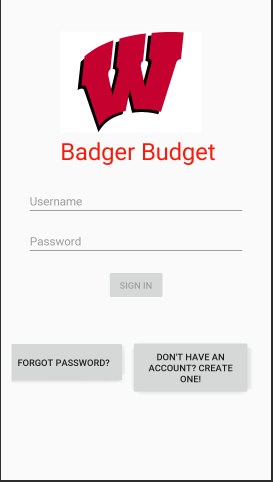 W
Badger Budget
Username
Password
SIGN IN
FORGOT PASSWORD?
DON'T HAVE AN
ACCOUNT? CREATE
ONE!